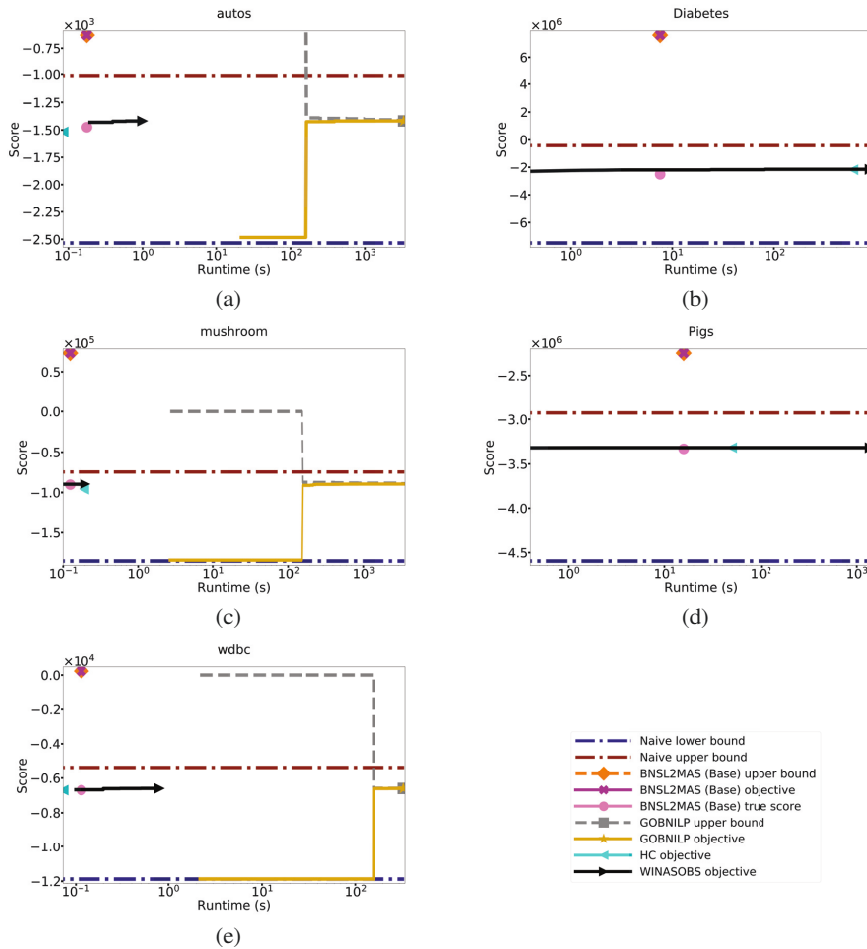 autos
×10³
−0.75
−1.00
−1.25
−1.50
−1.75
−2.00
−2.25
−2.50
Score
10⁻¹ 10⁰ 10¹ 10² 10³
Runtime (s)
(a)
Diabetes
×10⁶
6
4
2
0
−2
−4
−6
Score
10⁰ 10¹ 10²
Runtime (s)
(b)
mushroom
×10⁵
0.5
0.0
−0.5
−1.0
−1.5
Score
10⁻¹ 10⁰ 10¹ 10² 10³
Runtime (s)
(c)
Pigs
×10⁶
−2.5
−3.0
−3.5
−4.0
−4.5
Score
10⁰ 10¹ 10² 10³
Runtime (s)
(d)
wdbc
×10⁴
0.0
−0.2
−0.4
−0.6
−0.8
−1.0
−1.2
Score
10⁻¹ 10⁰ 10¹ 10²
Runtime (s)
(e)
Naive lower bound
Naive upper bound
BNSL2MAS (Base) upper bound
BNSL2MAS (Base) objective
BNSL2MAS (Base) true score
GOBNILP upper bound
GOBNILP objective
HC objective
WINASOBS objective